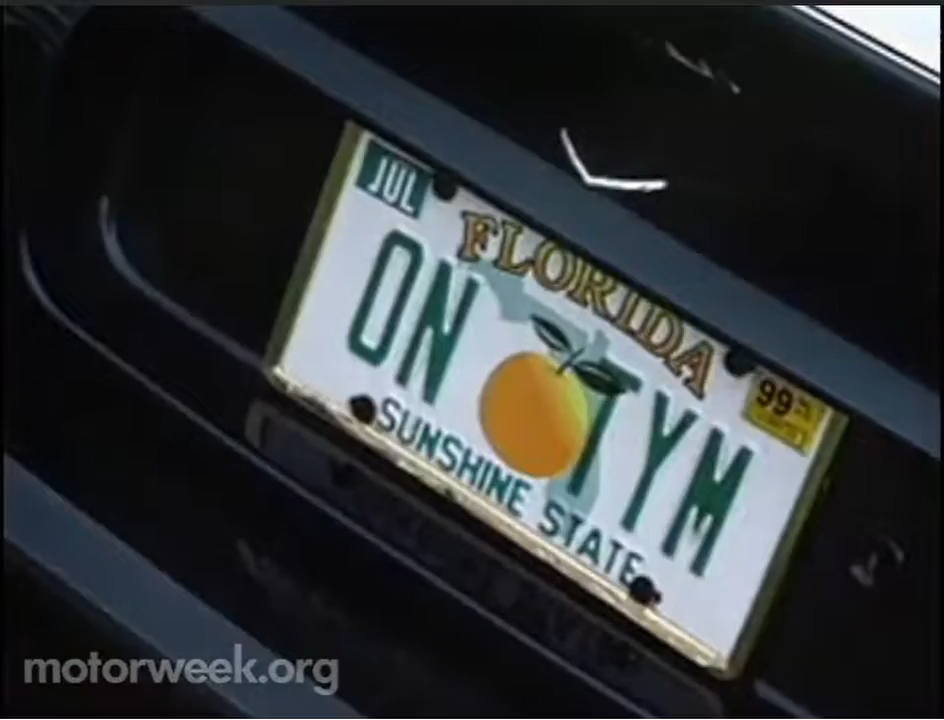 JUL
FLORIDA
99
ON TYM
SUNSHINE STATE
motorweek.org